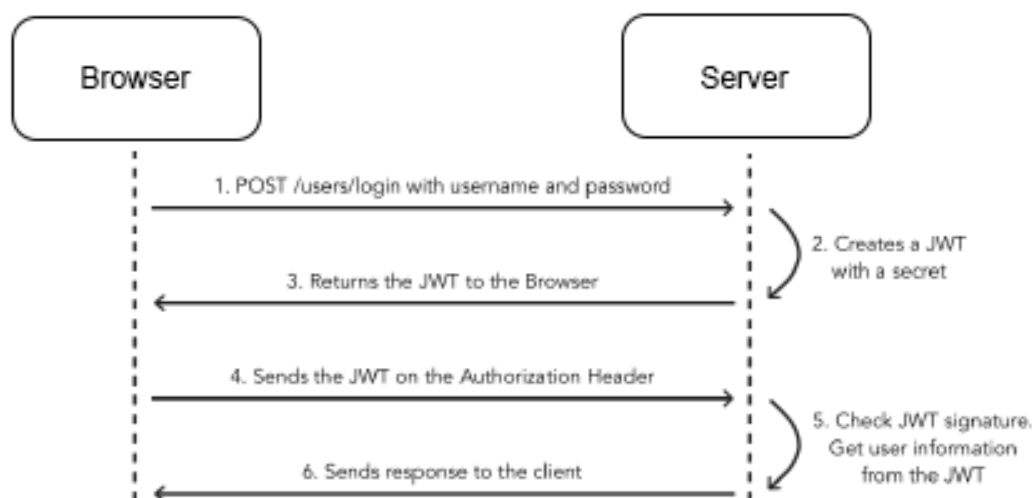 Browser
Server
1. POST /users/login with username and password
2. Creates a JWT
with a secret
3. Returns the JWT to the Browser
4. Sends the JWT on the Authorization Header
5. Check JWT signature.
Get user information
from the JWT
6. Sends response to the client